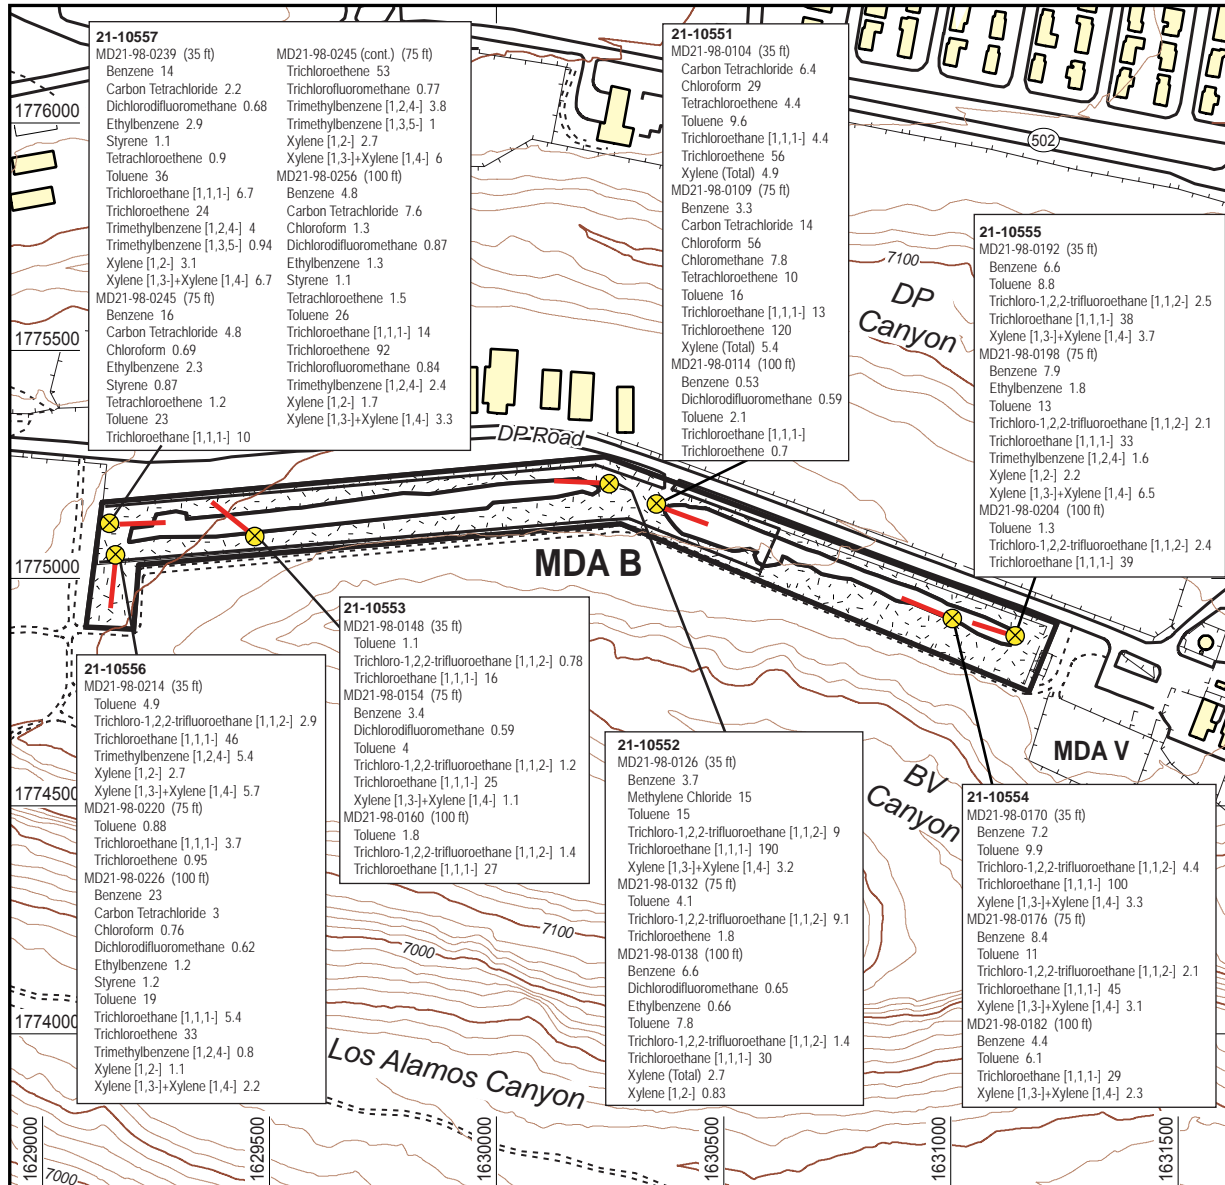 21-10557
MD21-98-0239 (35 ft)
Benzene 14
Carbon Tetrachloride 2.2
Dichlorodifluoromethane 0.68
Ethylbenzene 2.9
Styrene 1.1
Tetrachloroethene 0.9
Toluene 36
Trichloroethane [1,1,1-] 6.7
Trichloroethene 24
Trimethylbenzene [1,2,4-] 4
Trimethylbenzene [1,3,5-] 0.94
Xylene [1,2-] 3.1
Xylene [1,3-]+Xylene [1,4-] 6.7
MD21-98-0245 (75 ft)
Benzene 16
Carbon Tetrachloride 4.8
Chloroform 0.69
Ethylbenzene 2.3
Styrene 0.87
Tetrachloroethene 1.2
Toluene 23
Trichloroethane [1,1,1-] 10
MD21-98-0245 (cont.) (75 ft)
Trichloroethene 53
Trichlorofluoromethane 0.77
Trimethylbenzene [1,2,4-] 3.8
Trimethylbenzene [1,3,5-] 1
Xylene [1,2-] 2.7
Xylene [1,3-]+Xylene [1,4-] 6
MD21-98-0256 (100 ft)
Benzene 4.8
Carbon Tetrachloride 7.6
Chloroform 1.3
Dichlorodifluoromethane 0.87
Ethylbenzene 1.3
Styrene 1.1
Tetrachloroethene 1.5
Toluene 26
Trichloroethane [1,1,1-] 14
Trichloroethene 92
Trichlorofluoromethane 0.84
Trimethylbenzene [1,2,4-] 2.4
Xylene [1,2-] 1.7
Xylene [1,3-]+Xylene [1,4-] 3.3
21-10551
MD21-98-0104 (35 ft)
Carbon Tetrachloride 6.4
Chloroform 29
Tetrachloroethene 4.4
Toluene 9.6
Trichloroethane [1,1,1-] 4.4
Trichloroethene 56
Xylene (Total) 4.9
MD21-98-0109 (75 ft)
Benzene 3.3
Carbon Tetrachloride 14
Chloroform 56
Chloromethane 7.8
Tetrachloroethene 10
Toluene 16
Trichloroethane [1,1,1-] 13
Trichloroethene 120
Xylene (Total) 5.4
MD21-98-0114 (100 ft)
Benzene 0.53
Dichlorodifluoromethane 0.59
Toluene 2.1
Trichloroethane [1,1,1-]
Trichloroethene 0.7
502
7100
DP
Canyon
21-10555
MD21-98-0192 (35 ft)
Benzene 6.6
Toluene 8.8
Trichloro-1,2,2-trifluroethane [1,1,2-] 2.5
Trichloroethane [1,1,1-] 38
Xylene [1,3-]+Xylene [1,4-] 3.7
MD21-98-0198 (75 ft)
Benzene 7.9
Ethylbenzene 1.8
Toluene 13
Trichloro-1,2,2-trifluroethane [1,1,2-] 2.1
Trichloroethane [1,1,1-] 33
Trimethylbenzene [1,2,4-] 1.6
Xylene [1,2-] 2.2
Xylene [1,3-]+Xylene [1,4-] 6.5
MD21-98-0204 (100 ft)
Toluene 1.3
Trichloro-1,2,2-trifluroethane [1,1,2-] 2.4
Trichloroethane [1,1,1-] 39
1776000
1775500
1775000
1774500
1774000
DP Road
MDA B
MDA V
21-10553
MD21-98-0148 (35 ft)
Toluene 1.1
Trichloro-1,2,2-trifluroethane [1,1,2-] 0.78
Trichloroethane [1,1,1-] 16
MD21-98-0154 (75 ft)
Benzene 3.4
Dichlorodifluoromethane 0.59
Toluene 4
Trichloro-1,2,2-trifluroethane [1,1,2-] 1.2
Trichloroethane [1,1,1-] 25
Xylene [1,3-]+Xylene [1,4-] 1.1
MD21-98-0160 (100 ft)
Toluene 1.8
Trichloro-1,2,2-trifluroethane [1,1,2-] 1.4
Trichloroethane [1,1,1-] 27
21-10556
MD21-98-0214 (35 ft)
Toluene 4.9
Trichloro-1,2,2-trifluroethane [1,1,2-] 2.9
Trichloroethane [1,1,1-] 46
Trimethylbenzene [1,2,4-] 5.4
Xylene [1,2-] 2.7
Xylene [1,3-]+Xylene [1,4-] 5.7
MD21-98-0220 (75 ft)
Toluene 0.88
Trichloroethane [1,1,1-] 3.7
Trichloroethene 0.95
MD21-98-0226 (100 ft)
Benzene 23
Carbon Tetrachloride 3
Chloroform 0.76
Dichlorodifluoromethane 0.62
Ethylbenzene 1.2
Styrene 1.2
Toluene 19
Trichloroethane [1,1,1-] 5.4
Trichloroethene 33
Trimethylbenzene [1,2,4-] 0.8
Xylene [1,2-] 1.1
Xylene [1,3-]+Xylene [1,4-] 2.2
21-10552
MD21-98-0126 (35 ft)
Benzene 3.7
Methylene Chloride 15
Toluene 15
Trichloro-1,2,2-trifluroethane [1,1,2-] 9
Trichloroethane [1,1,1-] 190
Xylene [1,3-]+Xylene [1,4-] 3.2
MD21-98-0132 (75 ft)
Toluene 4.1
Trichloro-1,2,2-trifluroethane [1,1,2-] 9.1
Trichloroethene 1.8
MD21-98-0138 (100 ft)
Benzene 6.6
Dichlorodifluoromethane 0.65
Ethylbenzene 0.66
Toluene 7.8
Trichloro-1,2,2-trifluroethane [1,1,2-] 1.4
Trichloroethane [1,1,1-] 30
Xylene (Total) 2.7
Xylene [1,2-] 0.83
BV
Canyon
21-10554
MD21-98-0170 (35 ft)
Benzene 7.2
Toluene 9.9
Trichloro-1,2,2-trifluroethane [1,1,2-] 4.4
Trichloroethane [1,1,1-] 100
Xylene [1,3-]+Xylene [1,4-] 3.3
MD21-98-0176 (75 ft)
Benzene 8.4
Toluene 11
Trichloro-1,2,2-trifluroethane [1,1,2-] 2.1
Trichloroethane [1,1,1-] 45
Xylene [1,3-]+Xylene [1,4-] 3.1
MD21-98-0182 (100 ft)
Benzene 4.4
Toluene 6.1
Trichloroethane [1,1,1-] 29
Xylene [1,3-]+Xylene [1,4-] 2.3
7100
7000
Los Alamos Canyon
7000
1629000
1629500
1630000
1630500
1631000
1631500